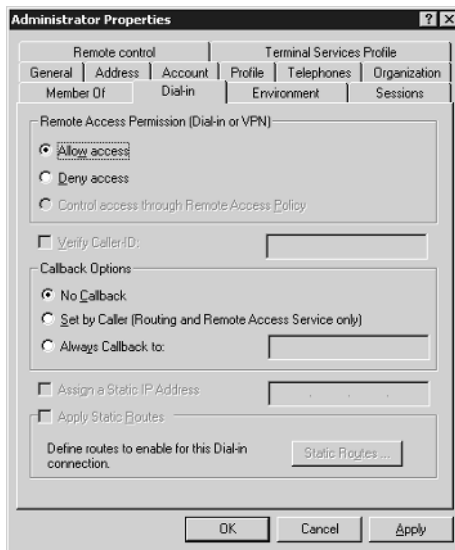 Administrator Properties
Remote control Terminal Services Profile
General Address Account Profile Telephones Organization
Member Of Dial-in Environment Sessions
Remote Access Permission (Dial-in or VPN)
Allow access
Deny access
Control access through Remote Access Policy
Verify Caller-ID:
Callback Options
No Callback
Set by Caller (Routing and Remote Access Service only)
Always Callback to:
Assign a Static IP Address
Apply Static Routes
Define routes to enable for this Dial-in
connection.
Static Routes ...
OK Cancel Apply